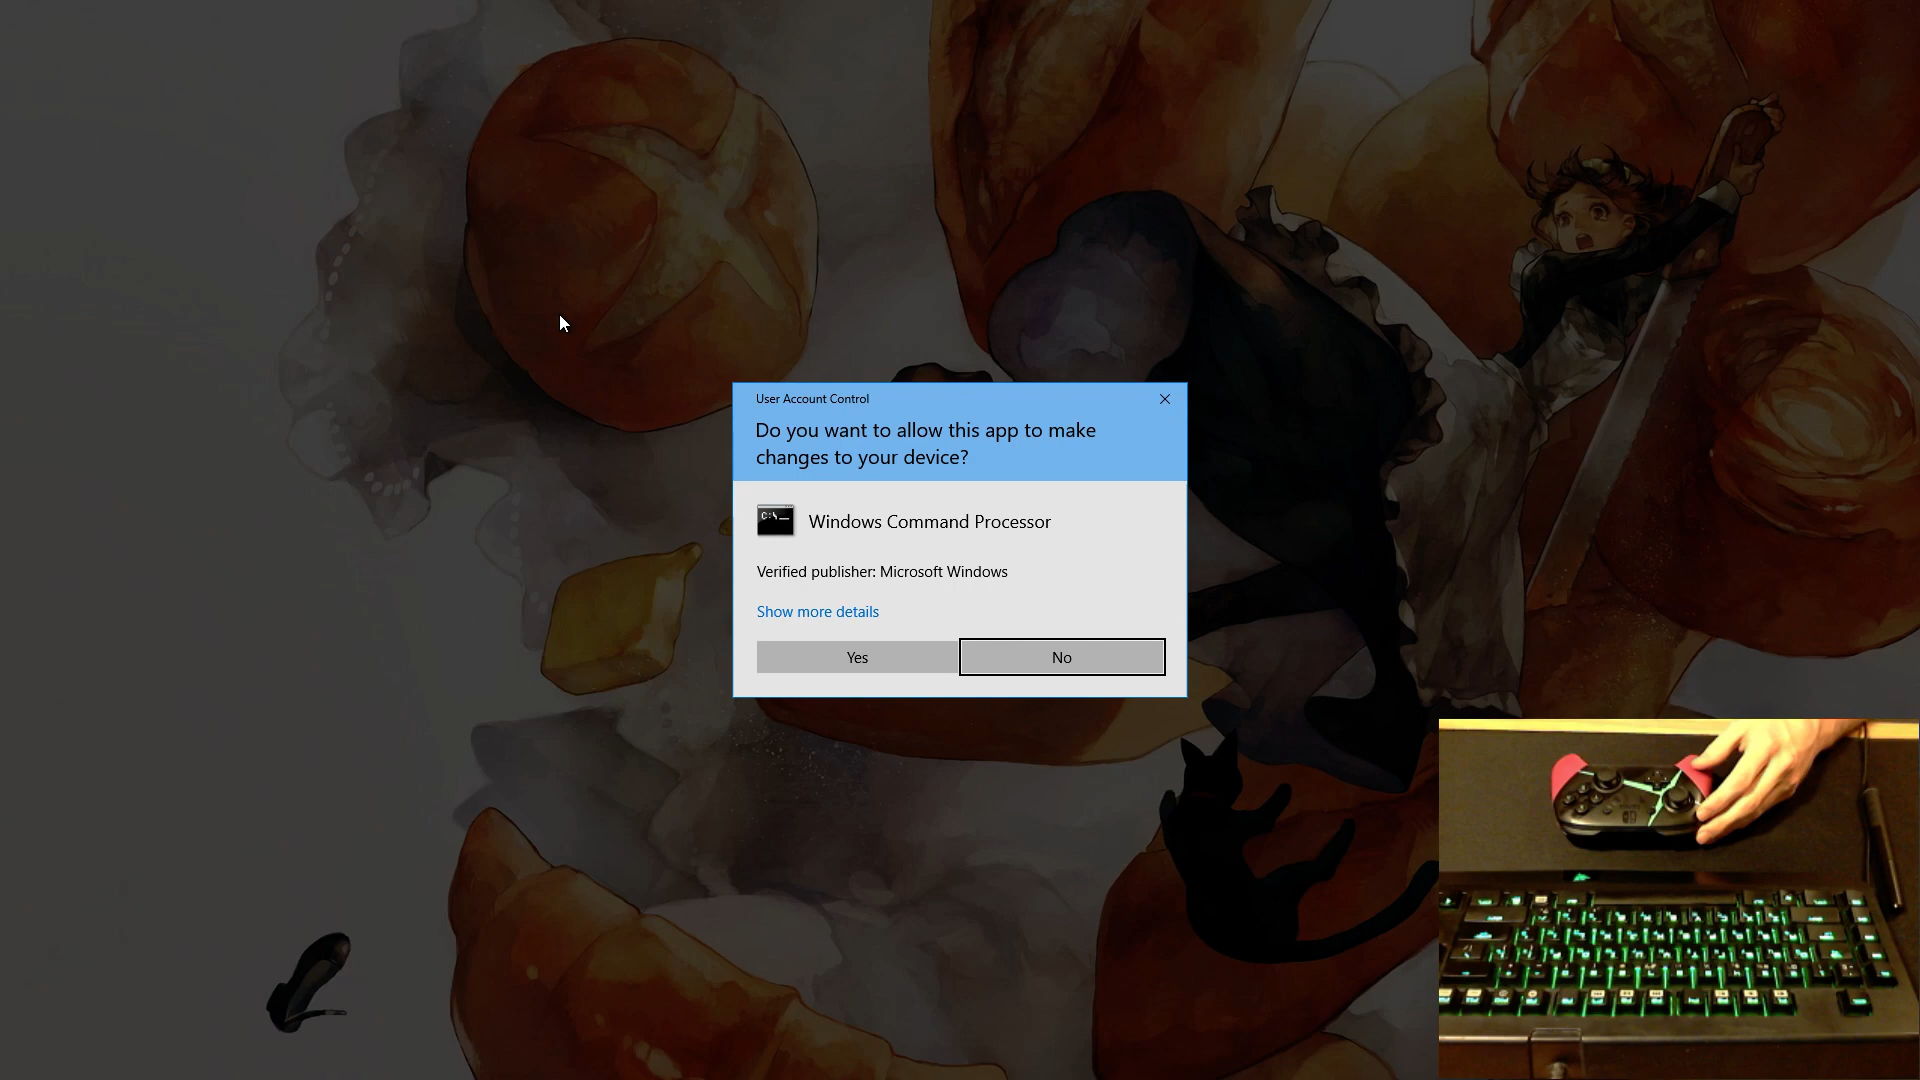 User Account Control
Do you want to allow this app to make
changes to your device?
C:\_
Windows Command Processor
Verified publisher: Microsoft Windows
Show more details
Yes
No